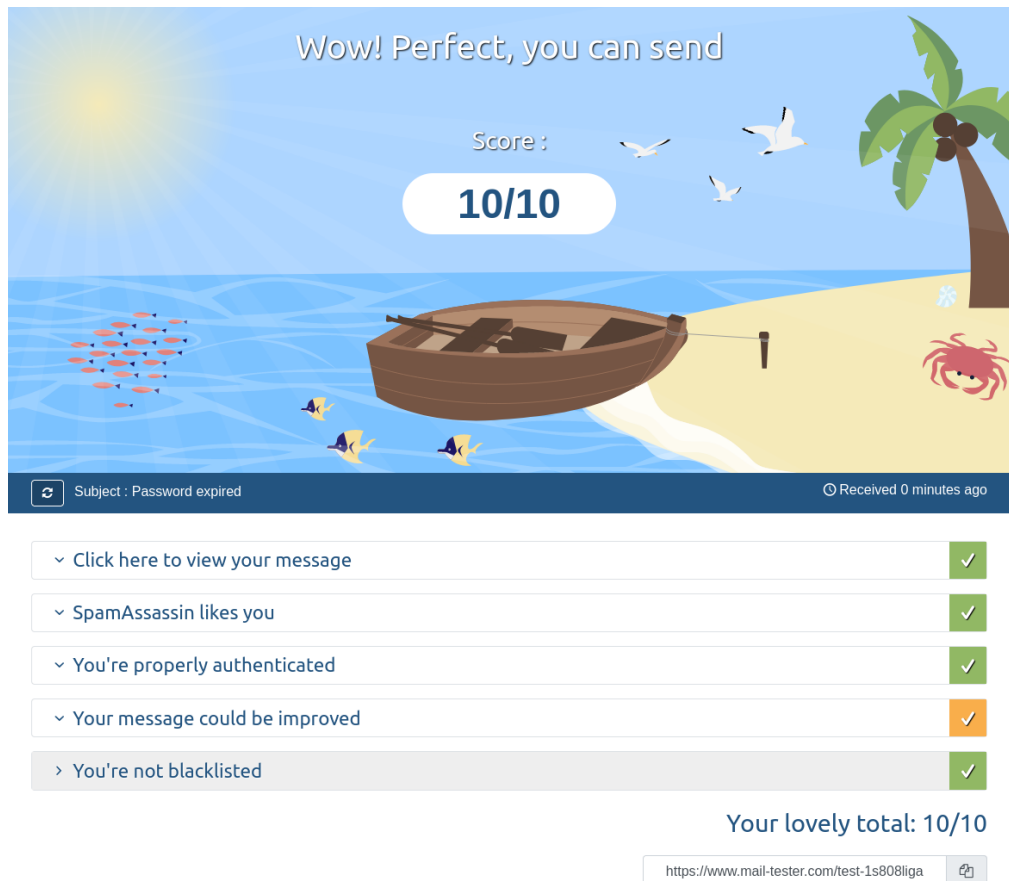 Wow! Perfect, you can send
Score :
10/10
Subject : Password expired
Received 0 minutes ago
Click here to view your message
SpamAssassin likes you
You're properly authenticated
Your message could be improved
You're not blacklisted
Your lovely total: 10/10
https://www.mail-tester.com/test-1s808liga